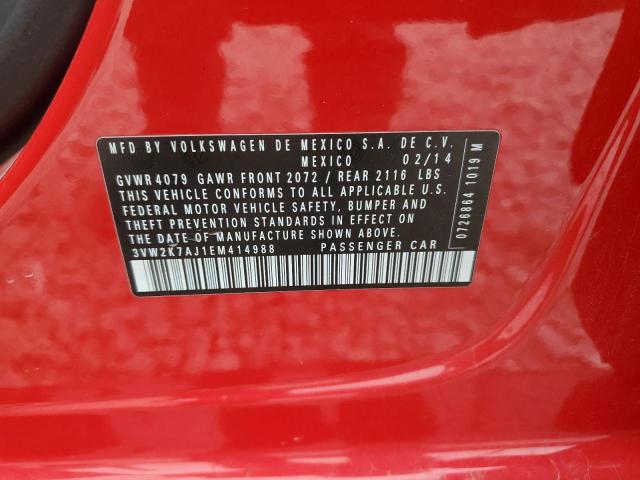 MFD BY VOLKSWAGEN DE MEXICO S.A. DE C.V.
MEXICO 02/14
GVWR 4079 GAWR FRONT 2072 / REAR 2116 LBS
THIS VEHICLE CONFORMS TO ALL APPLICABLE U.S.
FEDERAL MOTOR VEHICLE SAFETY, BUMPER AND
THEFT PREVENTION STANDARDS IN EFFECT ON
THE DATE OF MANUFACTURE SHOWN ABOVE.
3VW2K7AJ1EM414988 PASSENGER CAR
0726864 1019 M